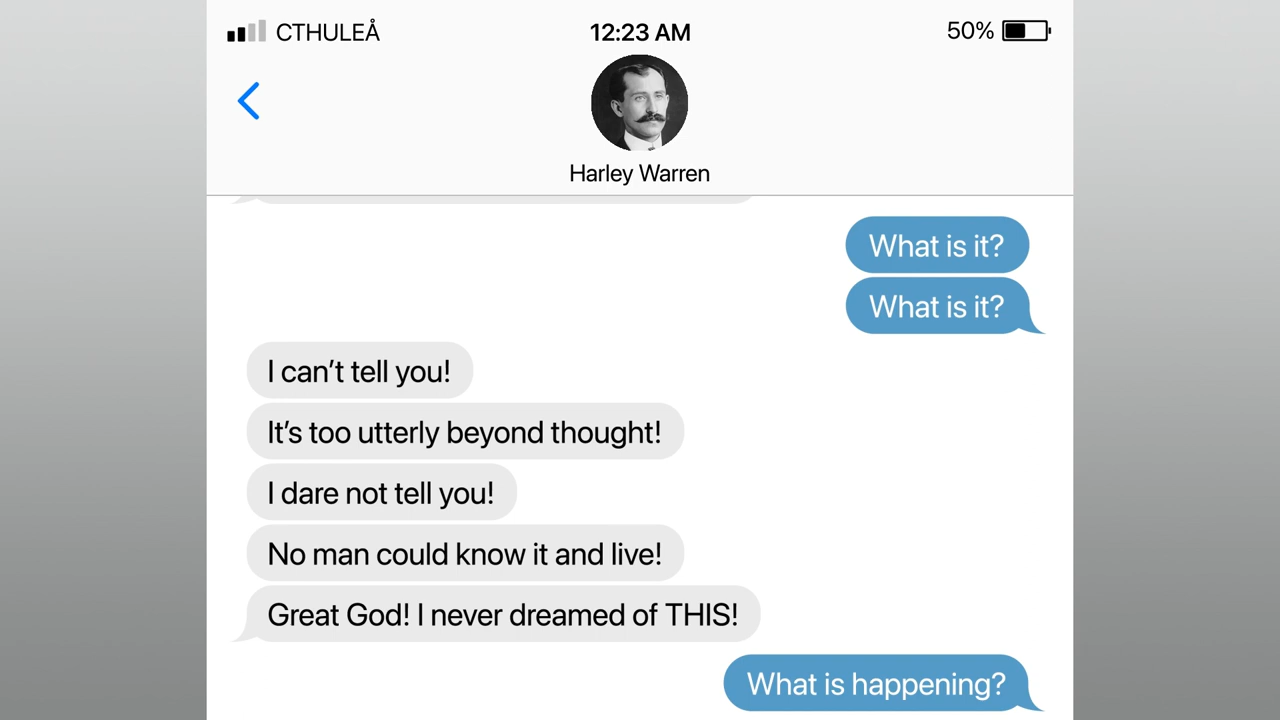 CTHULEÅ
12:23 AM
50%
Harley Warren
What is it?
What is it?
I can’t tell you!
It’s too utterly beyond thought!
I dare not tell you!
No man could know it and live!
Great God! I never dreamed of THIS!
What is happening?